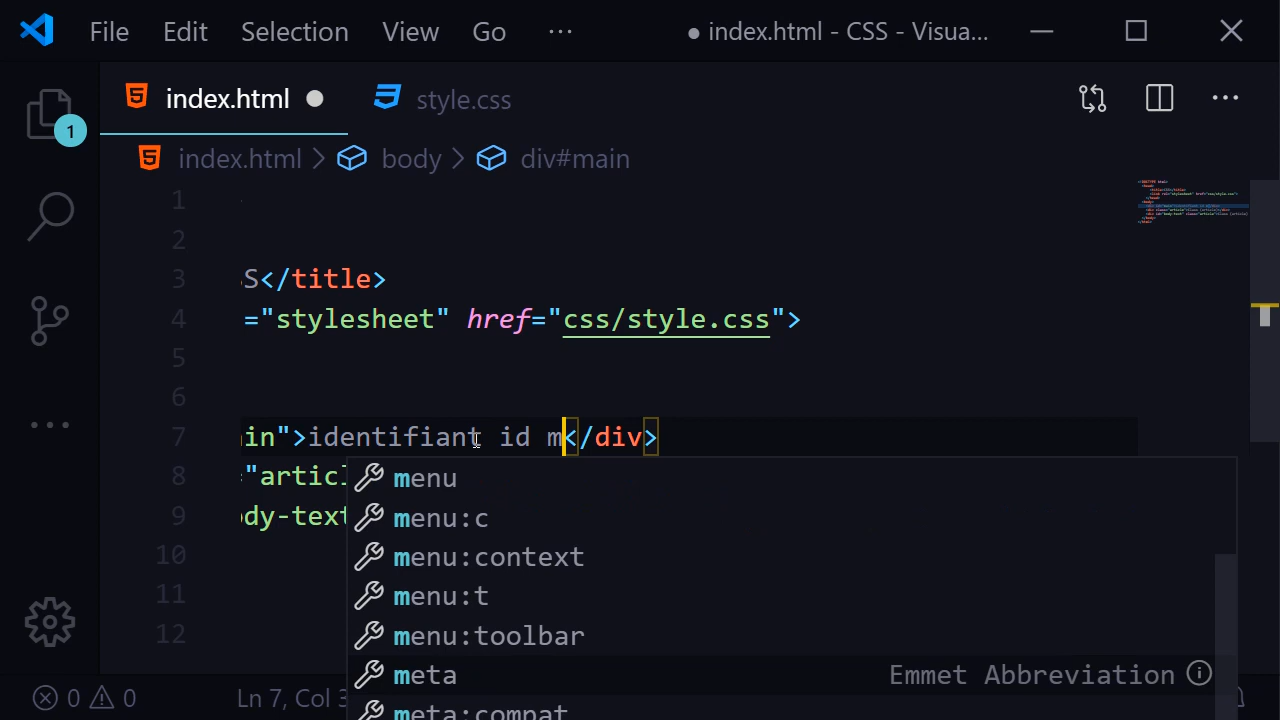 File Edit Selection View Go ··· ● index.html - CSS - Visua...
index.html ● style.css
1
index.html > body > div#main
1
2
3 S</title>
4 ="stylesheet" href="css/style.css">
5
6
7 in">identifiant id m</div>
8 ="articl
9 dy-text
10
11
12
menu
menu:c
menu:context
menu:t
menu:toolbar
meta Emmet Abbreviation
meta:compat
0 0 Ln 7, Col 3